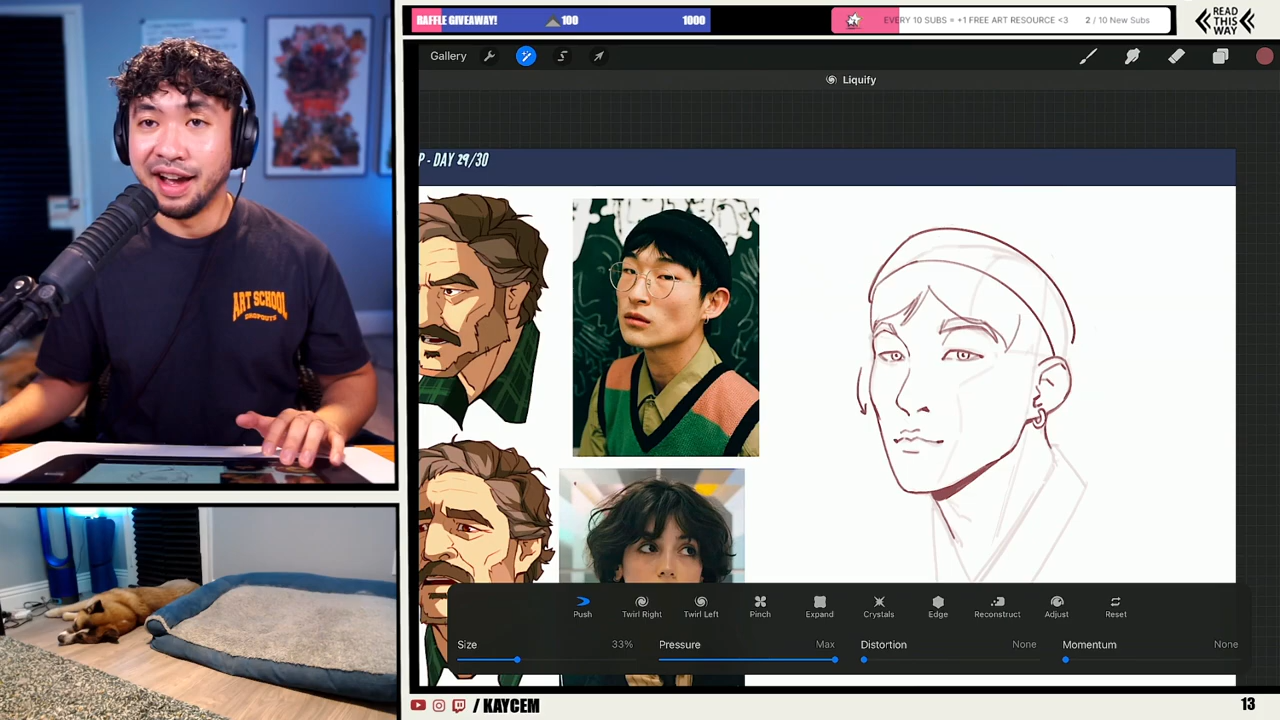 RAFFLE GIVEAWAY!
100
1000
EVERY 10 SUBS = +1 FREE ART RESOURCE <3
2 / 10 New Subs
READ
THIS
WAY
Gallery
Liquify
P - DAY 29/30
ART SCHOOL
DROPOUTS
Push
Twirl Right
Twirl Left
Pinch
Expand
Crystals
Edge
Reconstruct
Adjust
Reset
Size
33%
Pressure
Max
Distortion
None
Momentum
None
/ KAYCEM
13